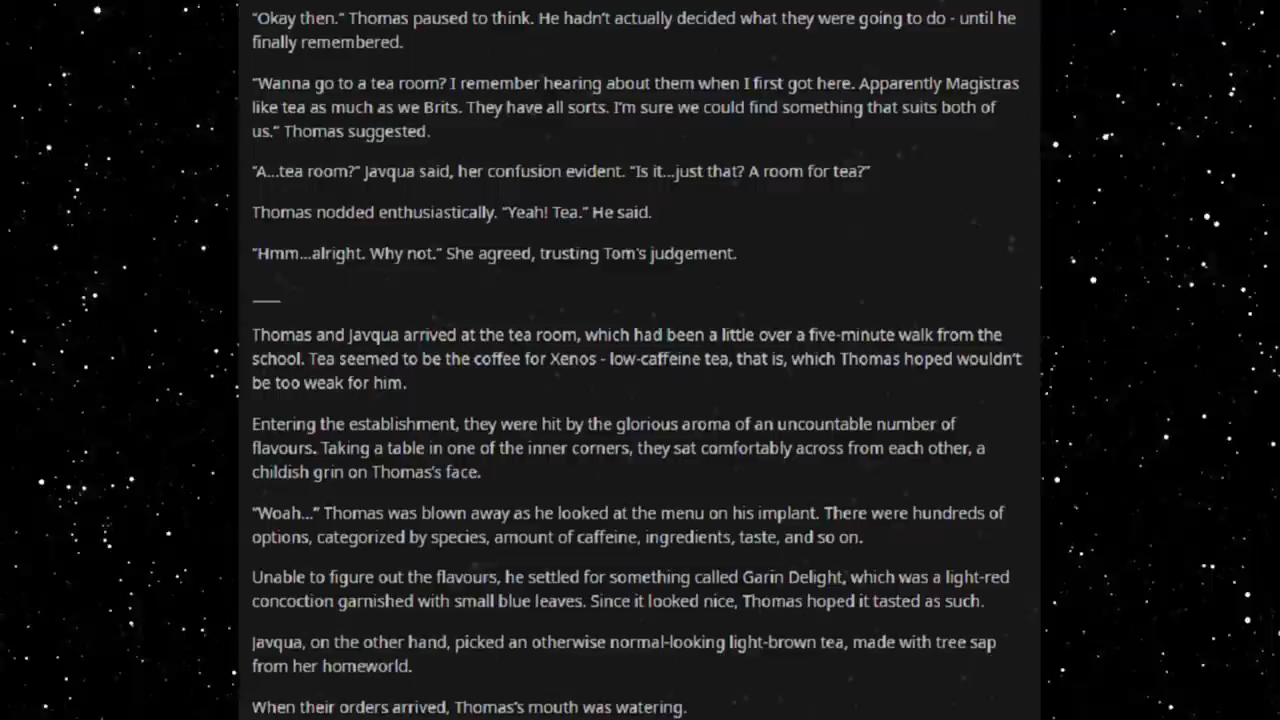 “Okay then.” Thomas paused to think. He hadn’t actually decided what they were going to do - until he
finally remembered.
“Wanna go to a tea room? I remember hearing about them when I first got here. Apparently Magistras
like tea as much as we Brits. They have all sorts. I’m sure we could find something that suits both of
us.” Thomas suggested.
“A...tea room?” Javqua said, her confusion evident. “Is it...just that? A room for tea?”
Thomas nodded enthusiastically. “Yeah! Tea.” He said.
“Hmm...alright. Why not.” She agreed, trusting Tom’s judgement.
___
Thomas and Javqua arrived at the tea room, which had been a little over a five-minute walk from the
school. Tea seemed to be the coffee for Xenos - low-caffeine tea, that is, which Thomas hoped wouldn’t
be too weak for him.
Entering the establishment, they were hit by the glorious aroma of an uncountable number of
flavours. Taking a table in one of the inner corners, they sat comfortably across from each other, a
childish grin on Thomas’s face.
“Woah...” Thomas was blown away as he looked at the menu on his implant. There were hundreds of
options, categorized by species, amount of caffeine, ingredients, taste, and so on.
Unable to figure out the flavours, he settled for something called Garin Delight, which was a light-red
concoction garnished with small blue leaves. Since it looked nice, Thomas hoped it tasted as such.
Javqua, on the other hand, picked an otherwise normal-looking light-brown tea, made with tree sap
from her homeworld.
When their orders arrived, Thomas’s mouth was watering.